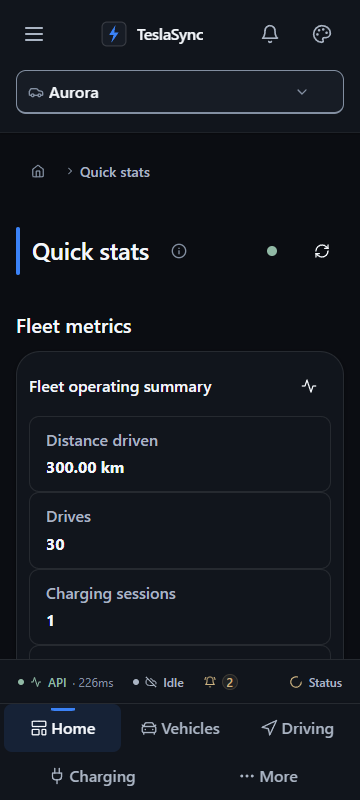 TeslaSync
Aurora
Quick stats
Quick stats
Fleet metrics
Fleet operating summary
Distance driven
300.00 km
Drives
30
Charging sessions
1
API · 226ms Idle 2 Status
Home Vehicles Driving
Charging More